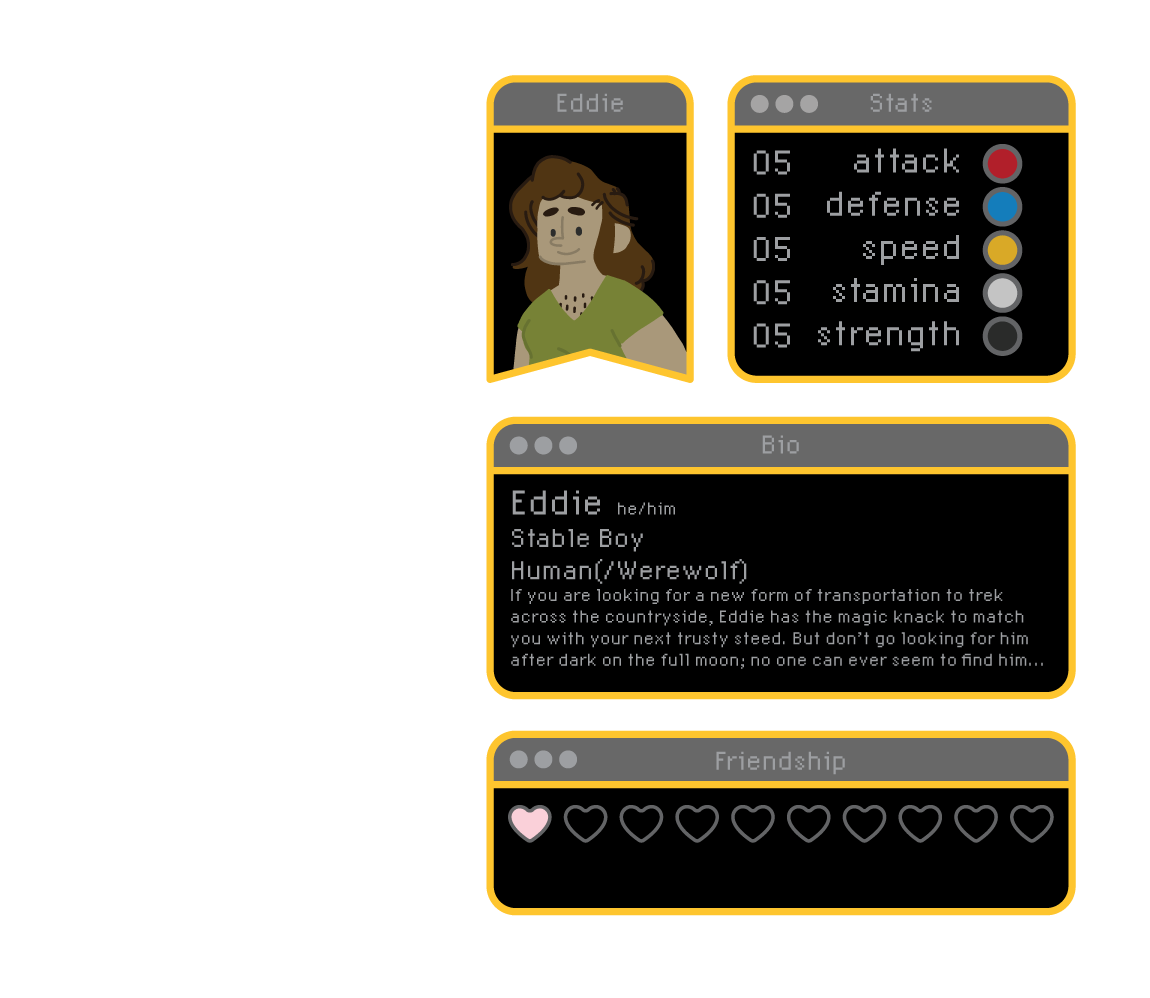 Eddie
Stats
05 attack
05 defense
05 speed
05 stamina
05 strength
Bio
Eddie he/him
Stable Boy
Human(/Werewolf)
If you are looking for a new form of transportation to trek
across the countryside, Eddie has the magic knack to match
you with your next trusty steed. But don't go looking for him
after dark on the full moon; no one can ever seem to find him...
Friendship